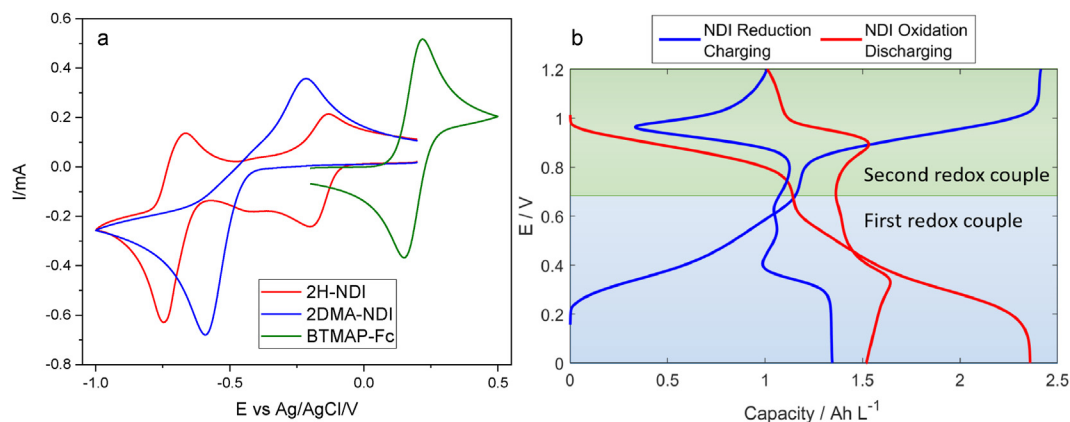 a
I/mA
0.6
0.4
0.2
0.0
-0.2
-0.4
-0.6
-0.8
2H-NDI
2DMA-NDI
BTMAP-Fc
-1.0 -0.5 0.0 0.5
E vs Ag/AgCl/V
b
NDI Reduction NDI Oxidation
Charging Discharging
E / V
1.2
1
0.8
0.6
0.4
0.2
0
Second redox couple
First redox couple
0 0.5 1 1.5 2 2.5
Capacity / Ah L⁻¹